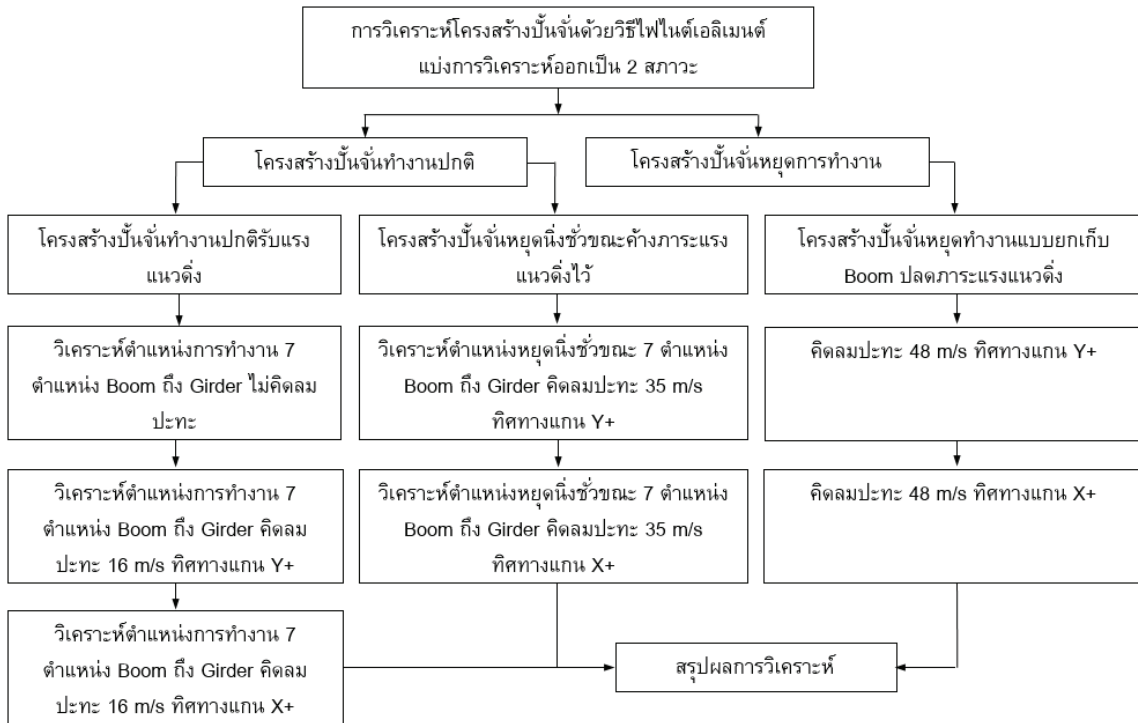 การวิเคราะห์โครงสร้างปั้นจั่นด้วยวิธีไฟไนต์เอลิเมนต์
แบ่งการวิเคราะห์ออกเป็น 2 สภาวะ
โครงสร้างปั้นจั่นทำงานปกติ
โครงสร้างปั้นจั่นหยุดการทำงาน
โครงสร้างปั้นจั่นทำงานปกติรับแรง
แนวดิ่ง
โครงสร้างปั้นจั่นหยุดนิ่งชั่วขณะค้างภาระแรง
แนวดิ่งไว้
โครงสร้างปั้นจั่นหยุดทำงานแบบยกเก็บ
Boom ปลดภาระแรงแนวดิ่ง
วิเคราะห์ตำแหน่งการทำงาน 7
ตำแหน่ง Boom ถึง Girder ไม่คิดลม
ปะทะ
วิเคราะห์ตำแหน่งหยุดนิ่งชั่วขณะ 7 ตำแหน่ง
Boom ถึง Girder คิดลมปะทะ 35 m/s
ทิศทางแกน Y+
คิดลมปะทะ 48 m/s ทิศทางแกน Y+
วิเคราะห์ตำแหน่งการทำงาน 7
ตำแหน่ง Boom ถึง Girder คิดลม
ปะทะ 16 m/s ทิศทางแกน Y+
วิเคราะห์ตำแหน่งหยุดนิ่งชั่วขณะ 7 ตำแหน่ง
Boom ถึง Girder คิดลมปะทะ 35 m/s
ทิศทางแกน X+
คิดลมปะทะ 48 m/s ทิศทางแกน X+
วิเคราะห์ตำแหน่งการทำงาน 7
ตำแหน่ง Boom ถึง Girder คิดลม
ปะทะ 16 m/s ทิศทางแกน X+
สรุปผลการวิเคราะห์